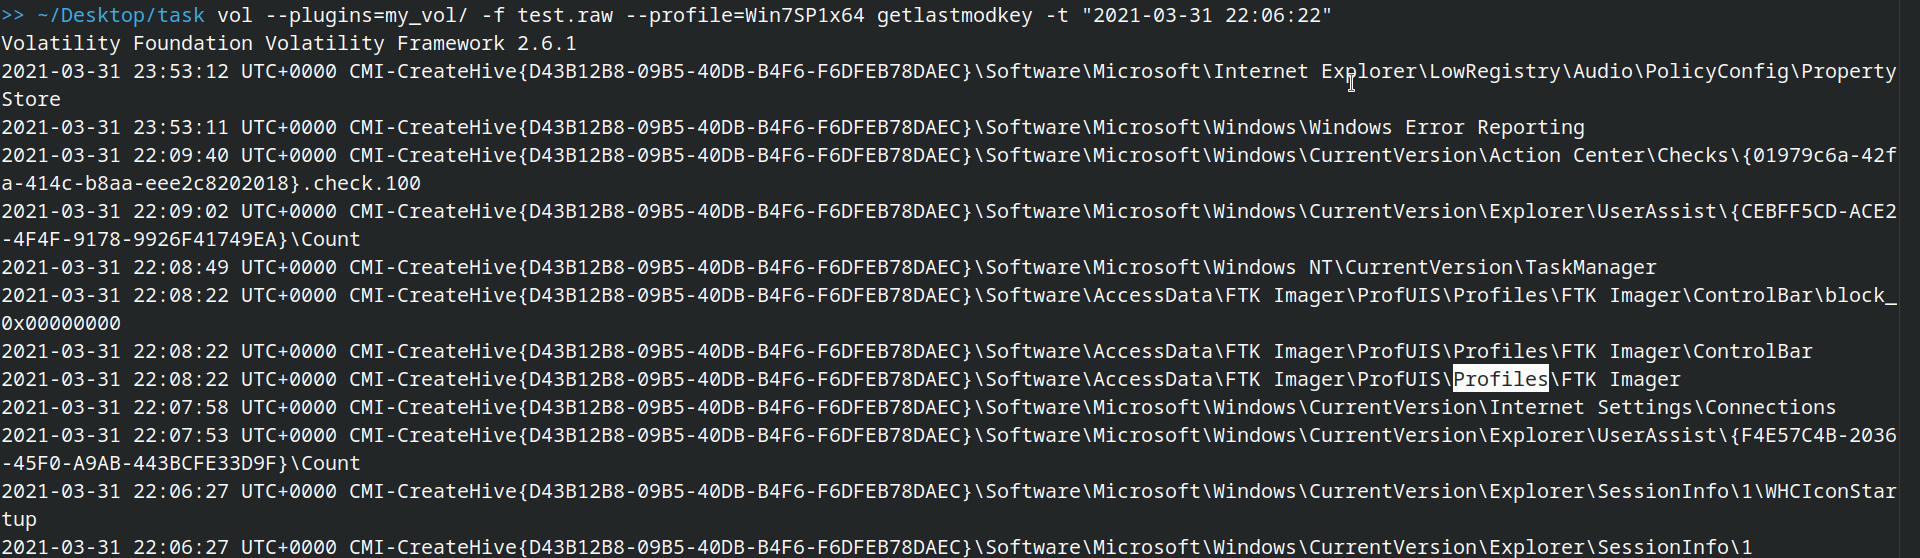 >> ~/Desktop/task vol --plugins=my_vol/ -f test.raw --profile=Win7SP1x64 getlastmodkey -t "2021-03-31 22:06:22"
Volatility Foundation Volatility Framework 2.6.1
2021-03-31 23:53:12 UTC+0000 CMI-CreateHive{D43B12B8-09B5-40DB-B4F6-F6DFEB78DAEC}\Software\Microsoft\Internet Explorer\LowRegistry\Audio\PolicyConfig\Property
Store
2021-03-31 23:53:11 UTC+0000 CMI-CreateHive{D43B12B8-09B5-40DB-B4F6-F6DFEB78DAEC}\Software\Microsoft\Windows\Windows Error Reporting
2021-03-31 22:09:40 UTC+0000 CMI-CreateHive{D43B12B8-09B5-40DB-B4F6-F6DFEB78DAEC}\Software\Microsoft\Windows\CurrentVersion\Action Center\Checks\{01979c6a-42f
a-414c-b8aa-eee2c8202018}.check.100
2021-03-31 22:09:02 UTC+0000 CMI-CreateHive{D43B12B8-09B5-40DB-B4F6-F6DFEB78DAEC}\Software\Microsoft\Windows\CurrentVersion\Explorer\UserAssist\{CEBFF5CD-ACE2
-4F4F-9178-9926F41749EA}\Count
2021-03-31 22:08:49 UTC+0000 CMI-CreateHive{D43B12B8-09B5-40DB-B4F6-F6DFEB78DAEC}\Software\Microsoft\Windows NT\CurrentVersion\TaskManager
2021-03-31 22:08:22 UTC+0000 CMI-CreateHive{D43B12B8-09B5-40DB-B4F6-F6DFEB78DAEC}\Software\AccessData\FTK Imager\ProfUIS\Profiles\FTK Imager\ControlBar\block_
0x00000000
2021-03-31 22:08:22 UTC+0000 CMI-CreateHive{D43B12B8-09B5-40DB-B4F6-F6DFEB78DAEC}\Software\AccessData\FTK Imager\ProfUIS\Profiles\FTK Imager\ControlBar
2021-03-31 22:08:22 UTC+0000 CMI-CreateHive{D43B12B8-09B5-40DB-B4F6-F6DFEB78DAEC}\Software\AccessData\FTK Imager\ProfUIS\Profiles\FTK Imager
2021-03-31 22:07:58 UTC+0000 CMI-CreateHive{D43B12B8-09B5-40DB-B4F6-F6DFEB78DAEC}\Software\Microsoft\Windows\CurrentVersion\Internet Settings\Connections
2021-03-31 22:07:53 UTC+0000 CMI-CreateHive{D43B12B8-09B5-40DB-B4F6-F6DFEB78DAEC}\Software\Microsoft\Windows\CurrentVersion\Explorer\UserAssist\{F4E57C4B-2036
-45F0-A9AB-443BCFE33D9F}\Count
2021-03-31 22:06:27 UTC+0000 CMI-CreateHive{D43B12B8-09B5-40DB-B4F6-F6DFEB78DAEC}\Software\Microsoft\Windows\CurrentVersion\Explorer\SessionInfo\1\WHCIconStar
tup
2021-03-31 22:06:27 UTC+0000 CMI-CreateHive{D43B12B8-09B5-40DB-B4F6-F6DFEB78DAEC}\Software\Microsoft\Windows\CurrentVersion\Explorer\SessionInfo\1